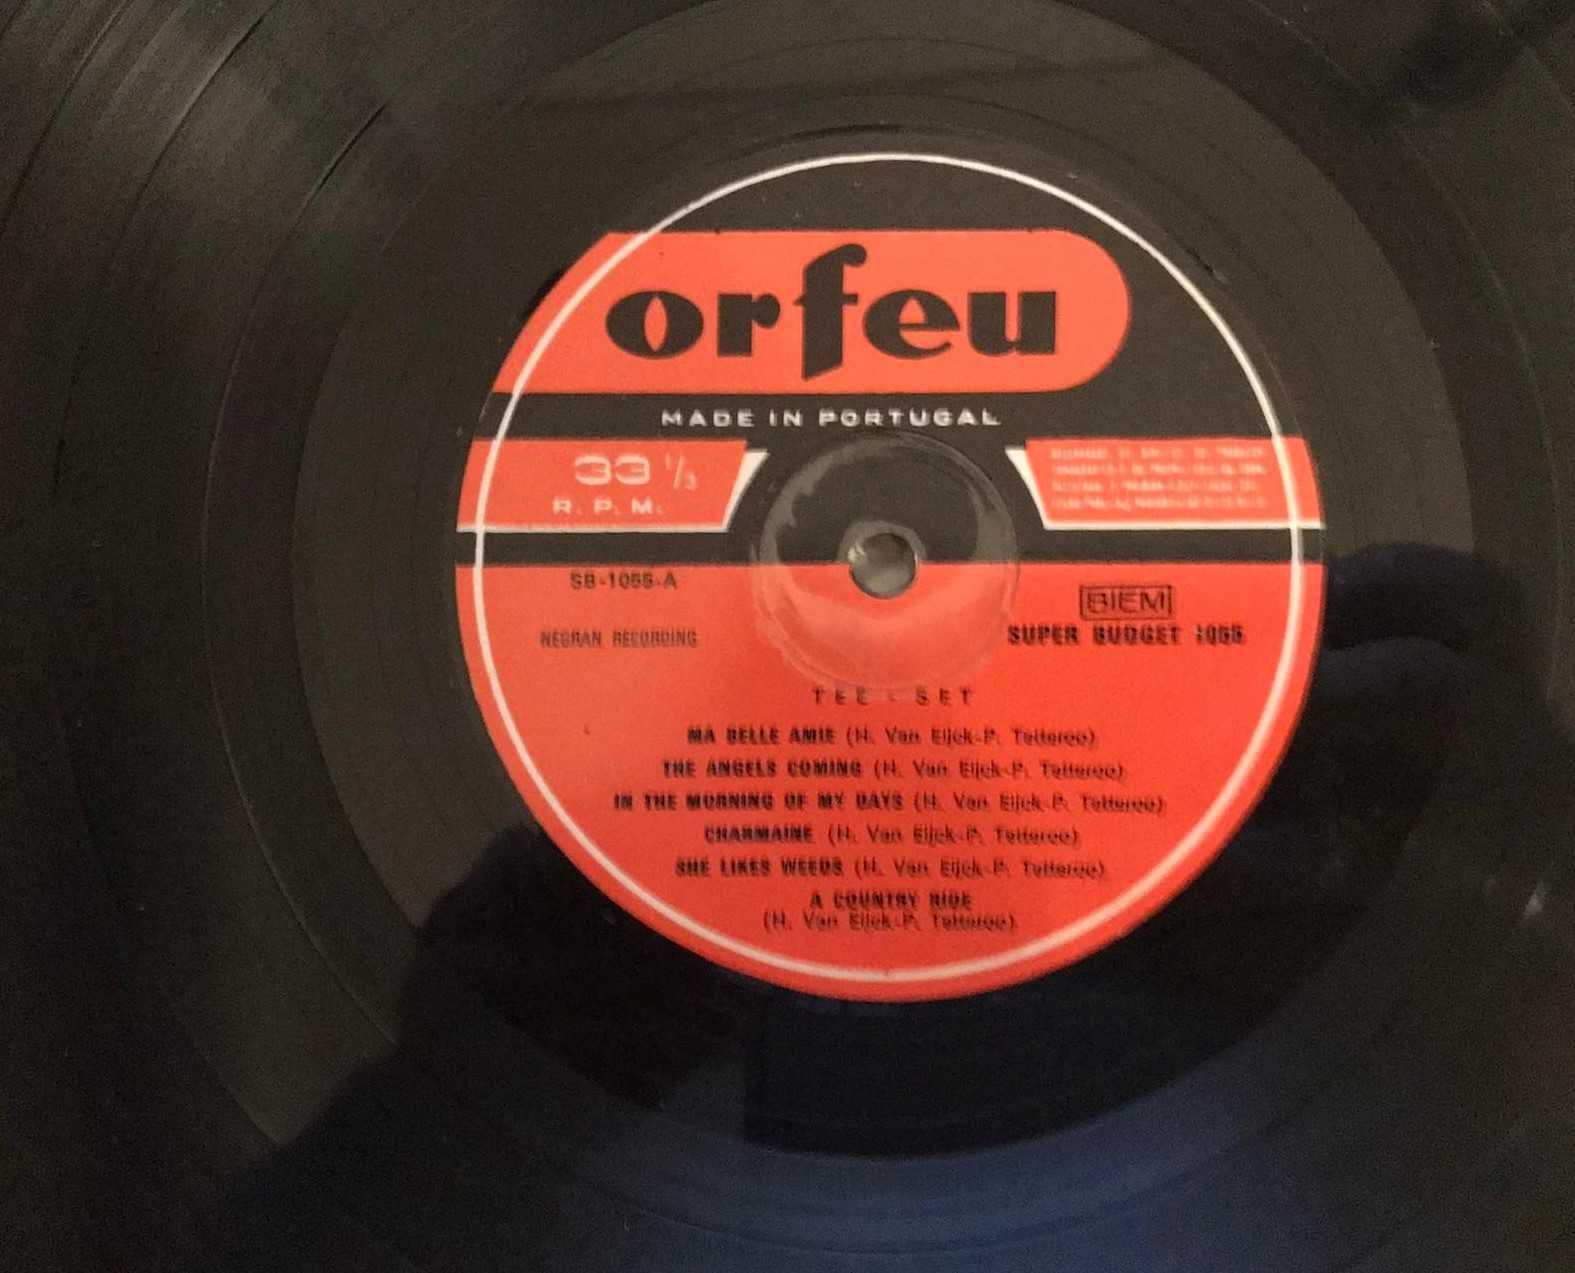 orfeu
MADE IN PORTUGAL
33 1/3
R. P. M.
SB-1055-A
BIEM
NEGRAM RECORDING
SUPER BUDGET 1055
TEE - SET
MA BELLE AMIE (H. Van Eijck-P. Tetteroo)
THE ANGELS COMING (H. Van Eijck-P. Tetteroo)
IN THE MORNING OF MY DAYS (H. Van Eijck-P. Tetteroo)
CHARMAINE (H. Van Eijck-P. Tetteroo)
SHE LIKES WEEDS (H. Van Eijck-P. Tetteroo)
A COUNTRY RIDE
(H. Van Eijck-P. Tetteroo)